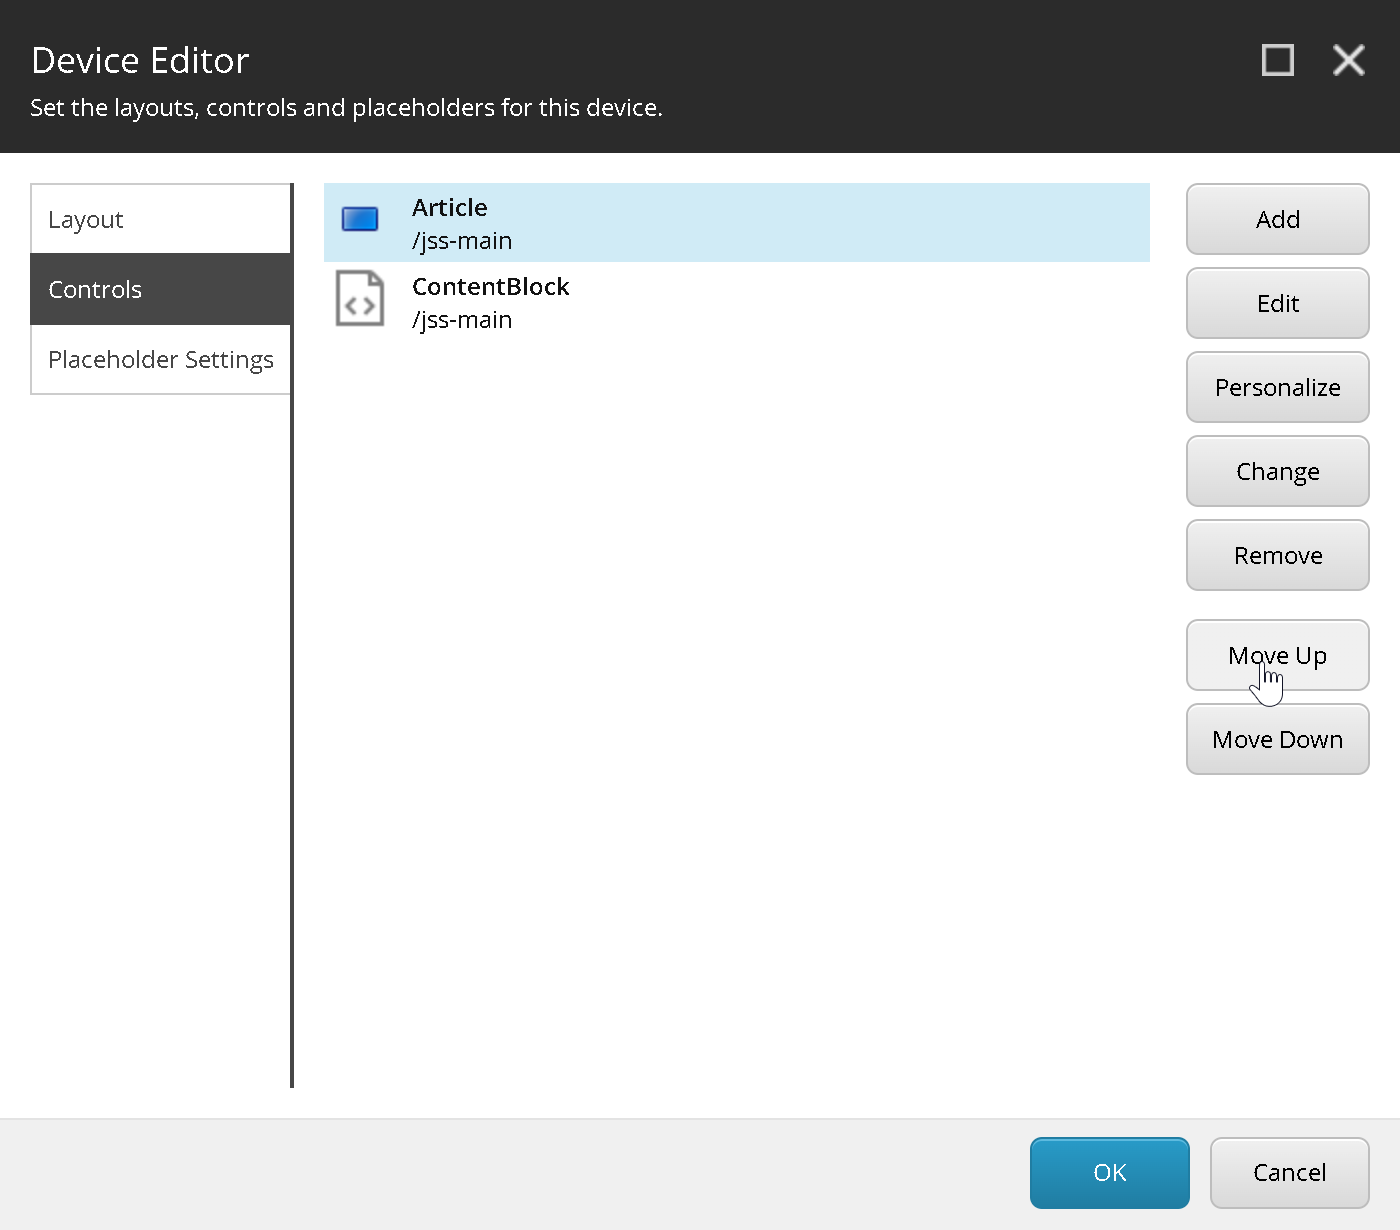 Device Editor
Set the layouts, controls and placeholders for this device.
Layout
Controls
Placeholder Settings
Article
/jss-main
ContentBlock
/jss-main
Add
Edit
Personalize
Change
Remove
Move Up
Move Down
OK
Cancel